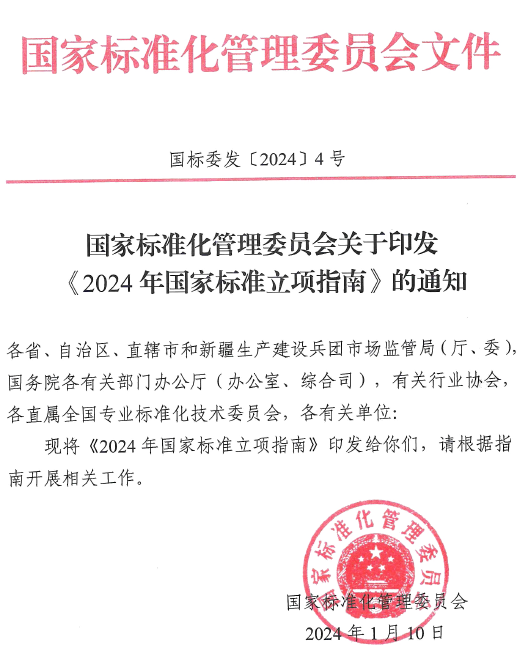 国家标准化管理委员会文件
国标委发〔2024〕4号
国家标准化管理委员会关于印发
《2024年国家标准立项指南》的通知
各省、自治区、直辖市和新疆生产建设兵团市场监管局（厅、委），
国务院各有关部门办公厅（办公室、综合司），有关行业协会，
各直属全国专业标准化技术委员会，各有关单位：
现将《2024年国家标准立项指南》印发给你们，请根据指
南开展相关工作。
国家标准化管理委员会
国家标准化管理委员会
2024年1月10日